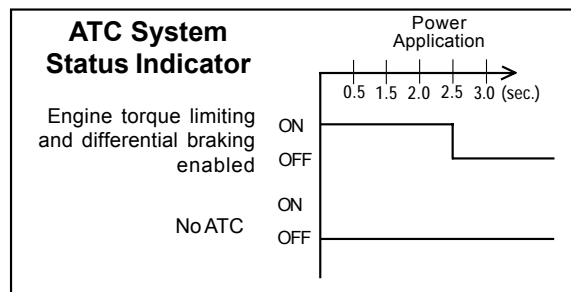 ATC System
Status Indicator
Power
Application
0.5 1.5 2.0 2.5 3.0 (sec.)
Engine torque limiting
and differential braking
enabled
ON
OFF
No ATC
ON
OFF